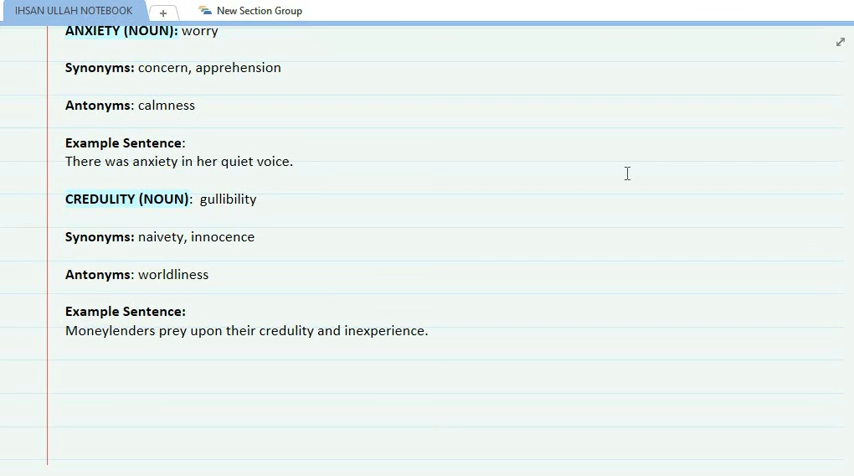 IHSAN ULLAH NOTEBOOK
+
New Section Group
ANXIETY (NOUN): worry
Synonyms: concern, apprehension
Antonyms: calmness
Example Sentence:
There was anxiety in her quiet voice.
CREDULITY (NOUN):  gullibility
Synonyms: naivety, innocence
Antonyms: worldliness
Example Sentence:
Moneylenders prey upon their credulity and inexperience.